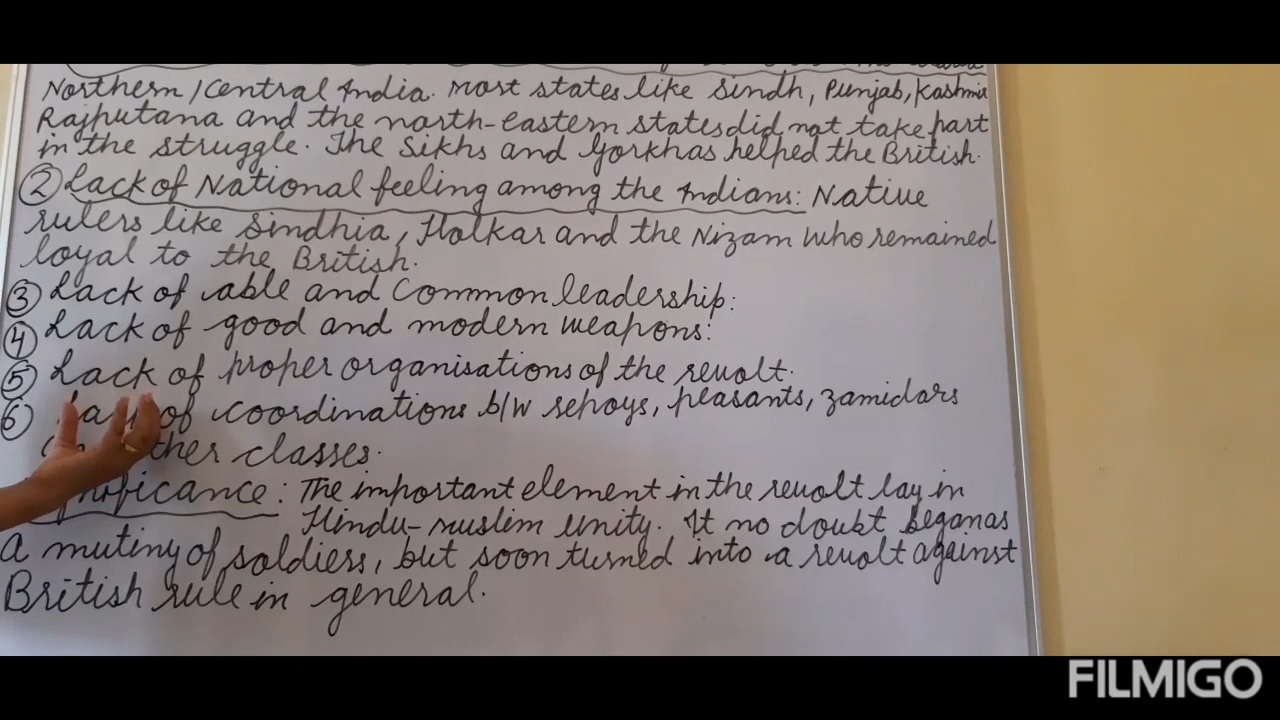 Northern/Central India. Most states like Sindh, Punjab, Kashmir
Rajputana and the north-eastern states did not take part
in the struggle. The Sikhs and Gorkhas helped the British.
② Lack of National feeling among the Indians: Native
rulers like Sindhia, Holkar and the Nizam who remained
loyal to the British.
③ Lack of able and Common leadership:
④ Lack of good and modern weapons:
⑤ Lack of proper organisations of the revolt.
⑥ of coordinations b/w sepoys, peasants, zamidars
classes.
: The important element in the revolt lay in
Hindu-muslim unity. It no doubt began as
a mutiny of soldiers, but soon turned into a revolt against
British rule in general.
FILMIGO